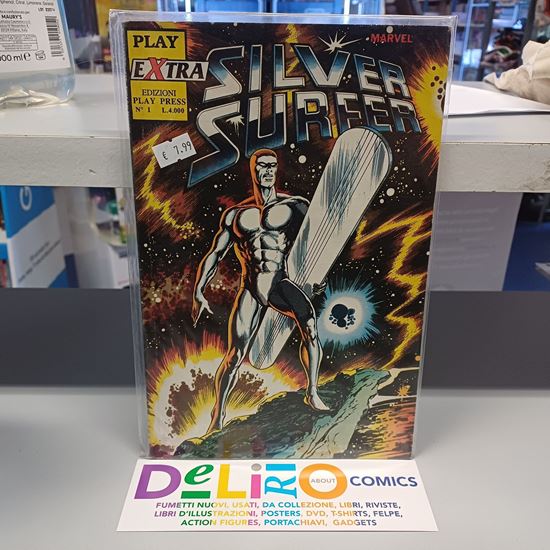 MAURY'S
PLAY
EXTRA
EDIZIONI
PLAY PRESS
N° 1 L.4.000
€ 7.99
MARVEL
SILVER
SURFER
DELIRIO
ABOUT
COMICS
FUMETTI NUOVI, USATI, DA COLLEZIONE, LIBRI, RIVISTE,
LIBRI D'ILLUSTRAZIONI, POSTERS, DVD, T-SHIRTS, FELPE,
ACTION FIGURES, PORTACHIAVI, GADGETS